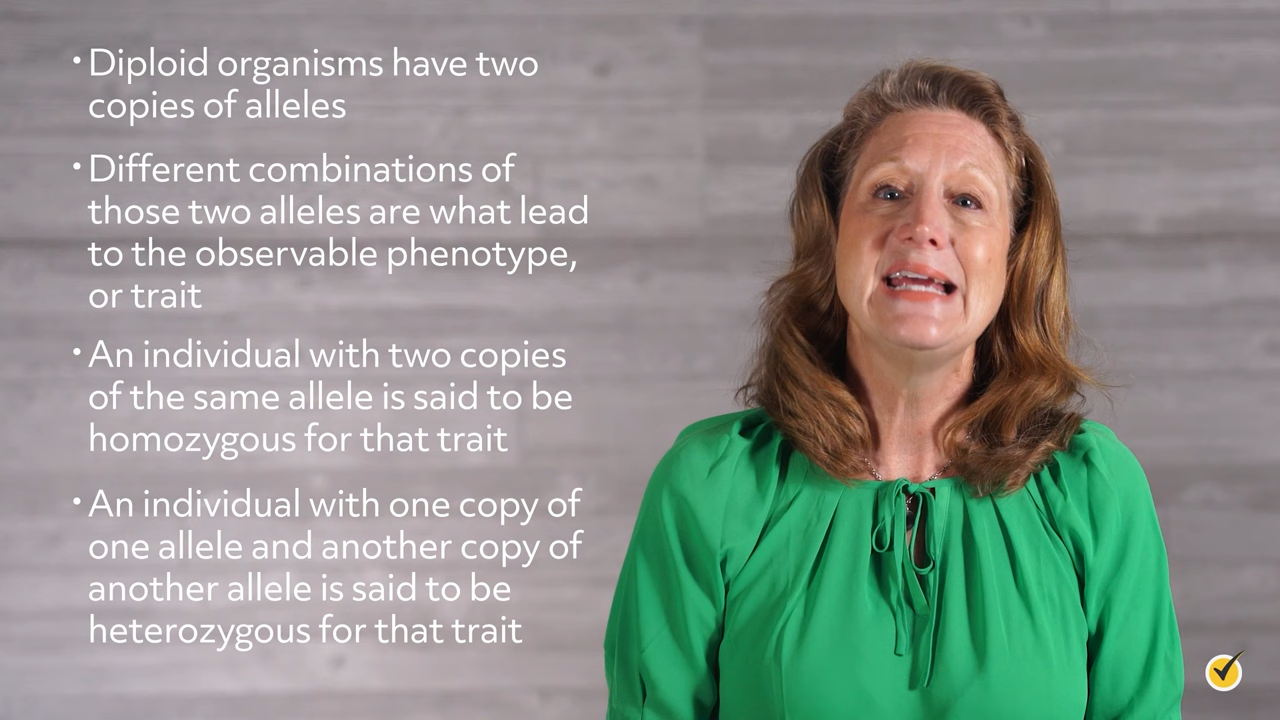 • Diploid organisms have two
copies of alleles
• Different combinations of
those two alleles are what lead
to the observable phenotype,
or trait
• An individual with two copies
of the same allele is said to be
homozygous for that trait
• An individual with one copy of
one allele and another copy of
another allele is said to be
heterozygous for that trait